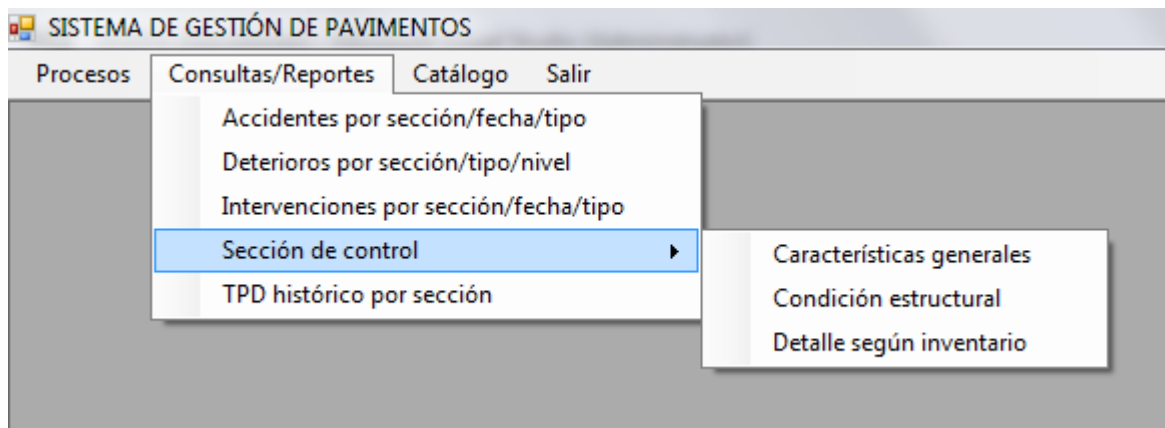 SISTEMA DE GESTIÓN DE PAVIMENTOS
Procesos Consultas/Reportes Catálogo Salir
Accidentes por sección/fecha/tipo
Deterioros por sección/tipo/nivel
Intervenciones por sección/fecha/tipo
Sección de control
TPD histórico por sección
Características generales
Condición estructural
Detalle según inventario